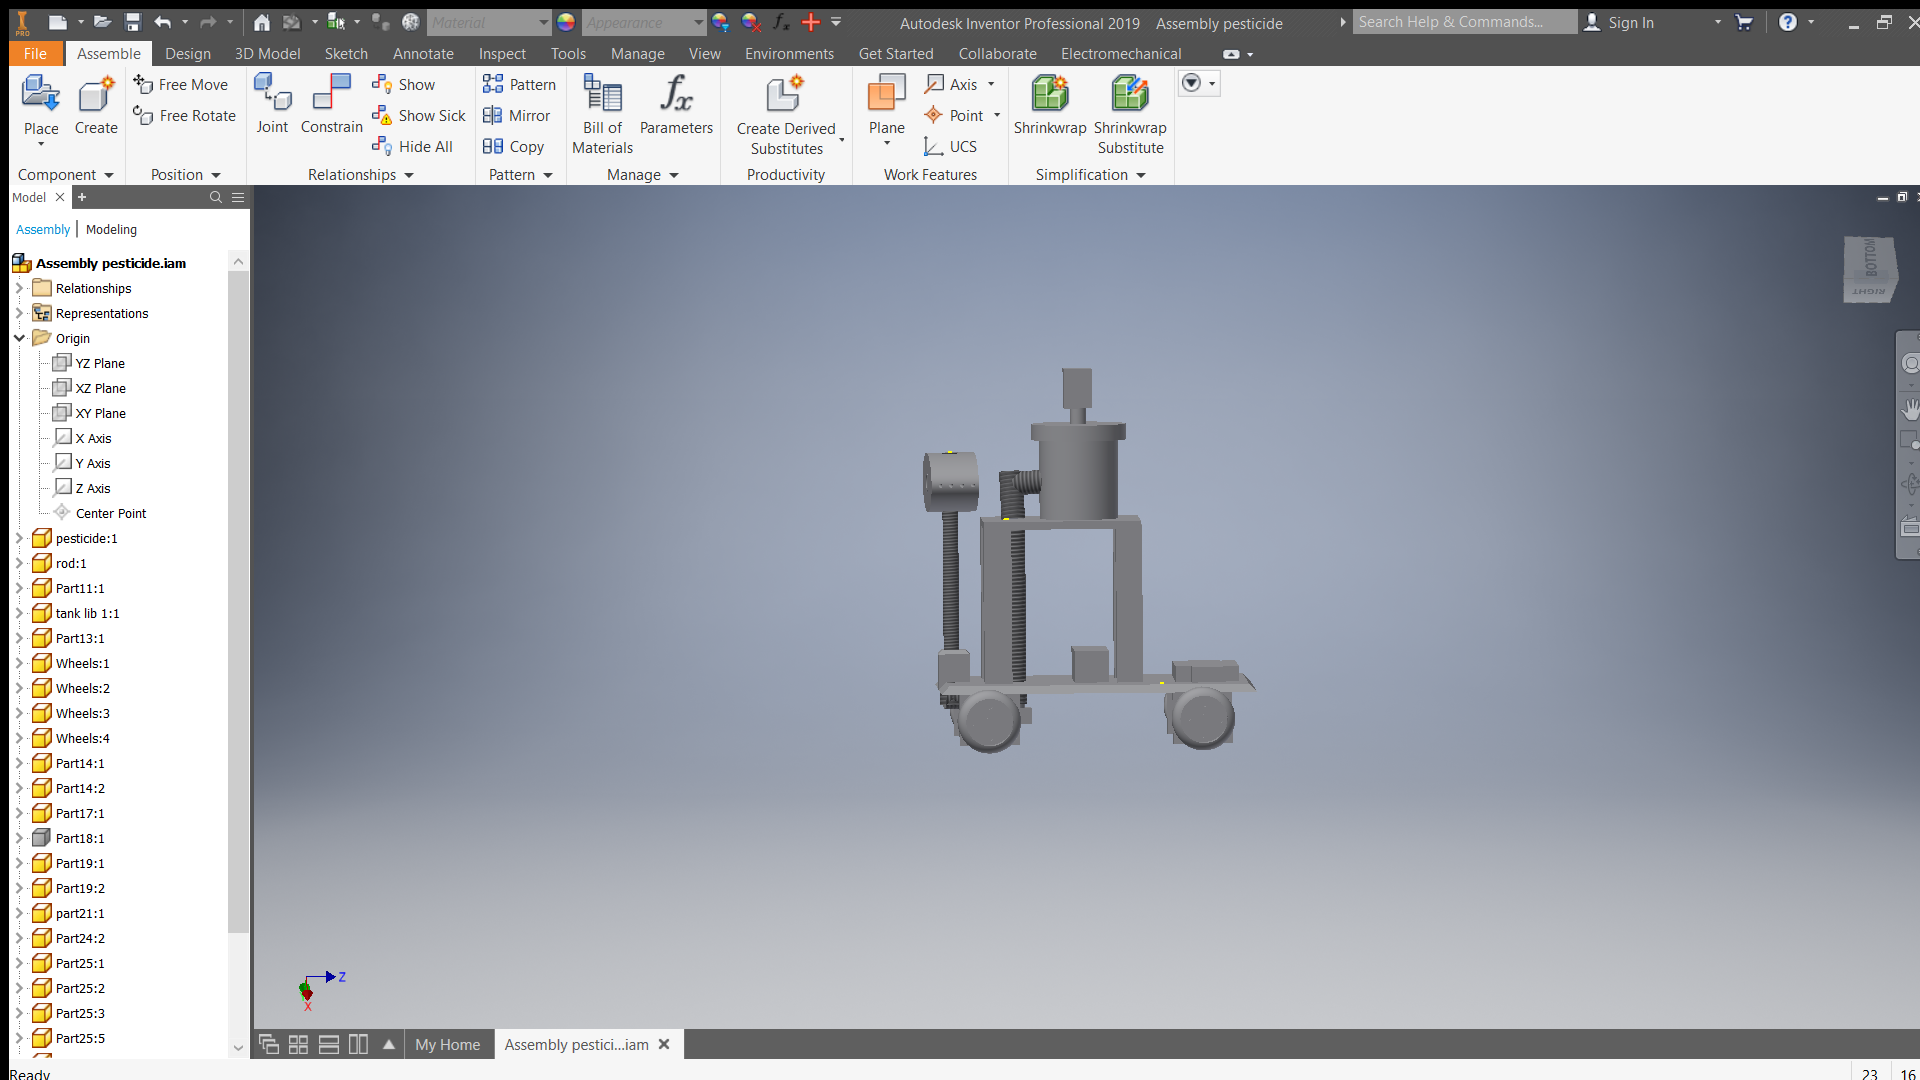 PRO
Material
Appearance
Autodesk Inventor Professional 2019 Assembly pesticide
Search Help & Commands...
Sign In
File Assemble Design 3D Model Sketch Annotate Inspect Tools Manage View Environments Get Started Collaborate Electromechanical
Place
Create
Free Move
Free Rotate
Joint
Constrain
Show
Show Sick
Hide All
Pattern
Mirror
Copy
Bill of
Materials
Parameters
Create Derived
Substitutes
Plane
Axis
Point
UCS
Shrinkwrap
Shrinkwrap
Substitute
Component Position Relationships Pattern Manage Productivity Work Features Simplification
Model
Assembly | Modeling
Assembly pesticide.iam
Relationships
Representations
Origin
YZ Plane
XZ Plane
XY Plane
X Axis
Y Axis
Z Axis
Center Point
pesticide:1
rod:1
Part11:1
tank lib 1:1
Part13:1
Wheels:1
Wheels:2
Wheels:3
Wheels:4
Part14:1
Part14:2
Part17:1
Part18:1
Part19:1
Part19:2
part21:1
Part24:2
Part25:1
Part25:2
Part25:3
Part25:5
BOTTOM
RIGHT
Z
X
My Home
Assembly pestici...iam
Ready
23 16